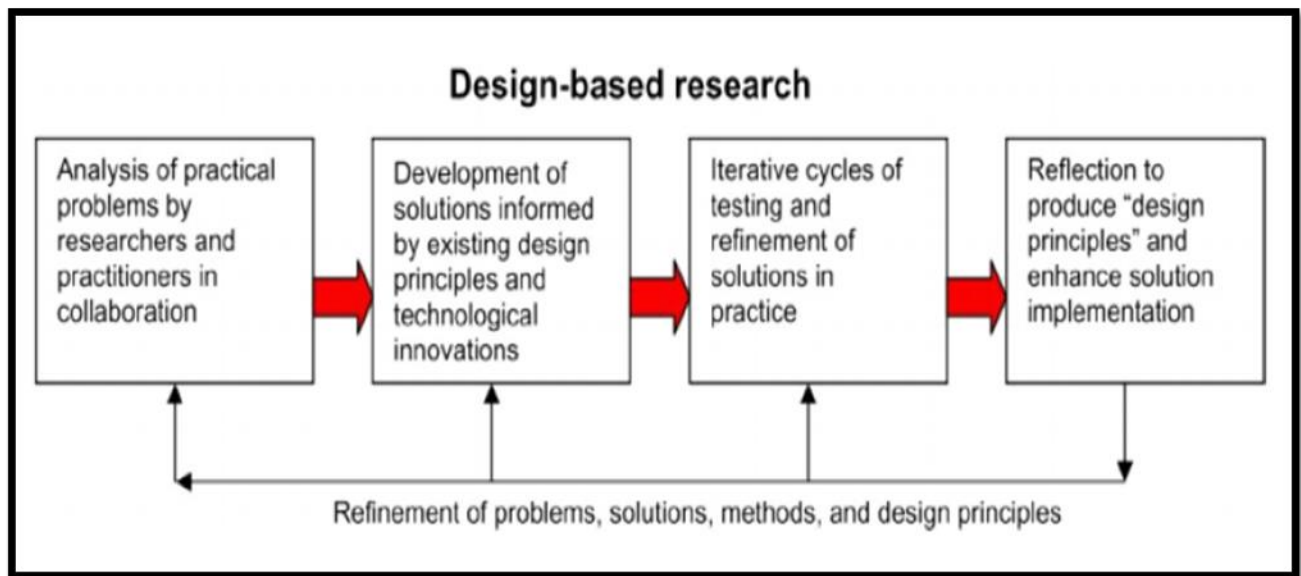 Design-based research
Analysis of practical
problems by
researchers and
practitioners in
collaboration
Development of
solutions informed
by existing design
principles and
technological
innovations
Iterative cycles of
testing and
refinement of
solutions in
practice
Reflection to
produce “design
principles” and
enhance solution
implementation
Refinement of problems, solutions, methods, and design principles